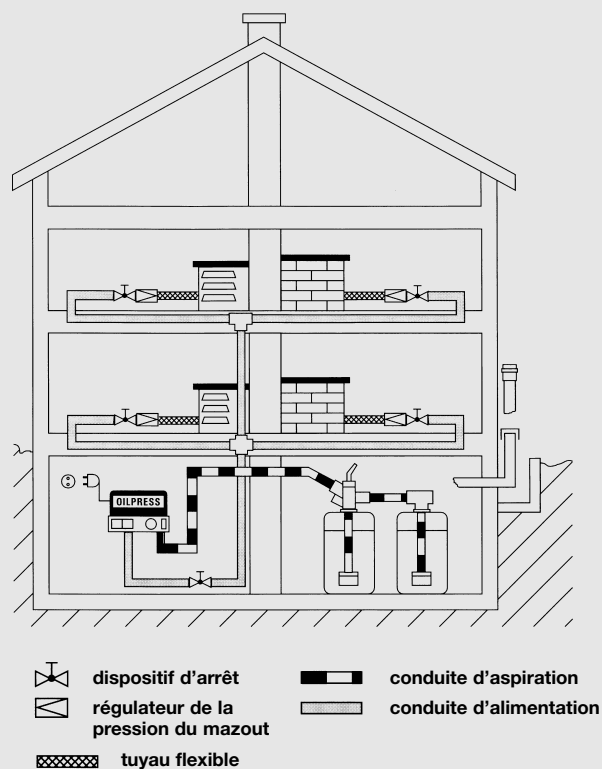 OILPRESS
dispositif d'arrêt
conduite d'aspiration
régulateur de la
pression du mazout
conduite d'alimentation
tuyau flexible